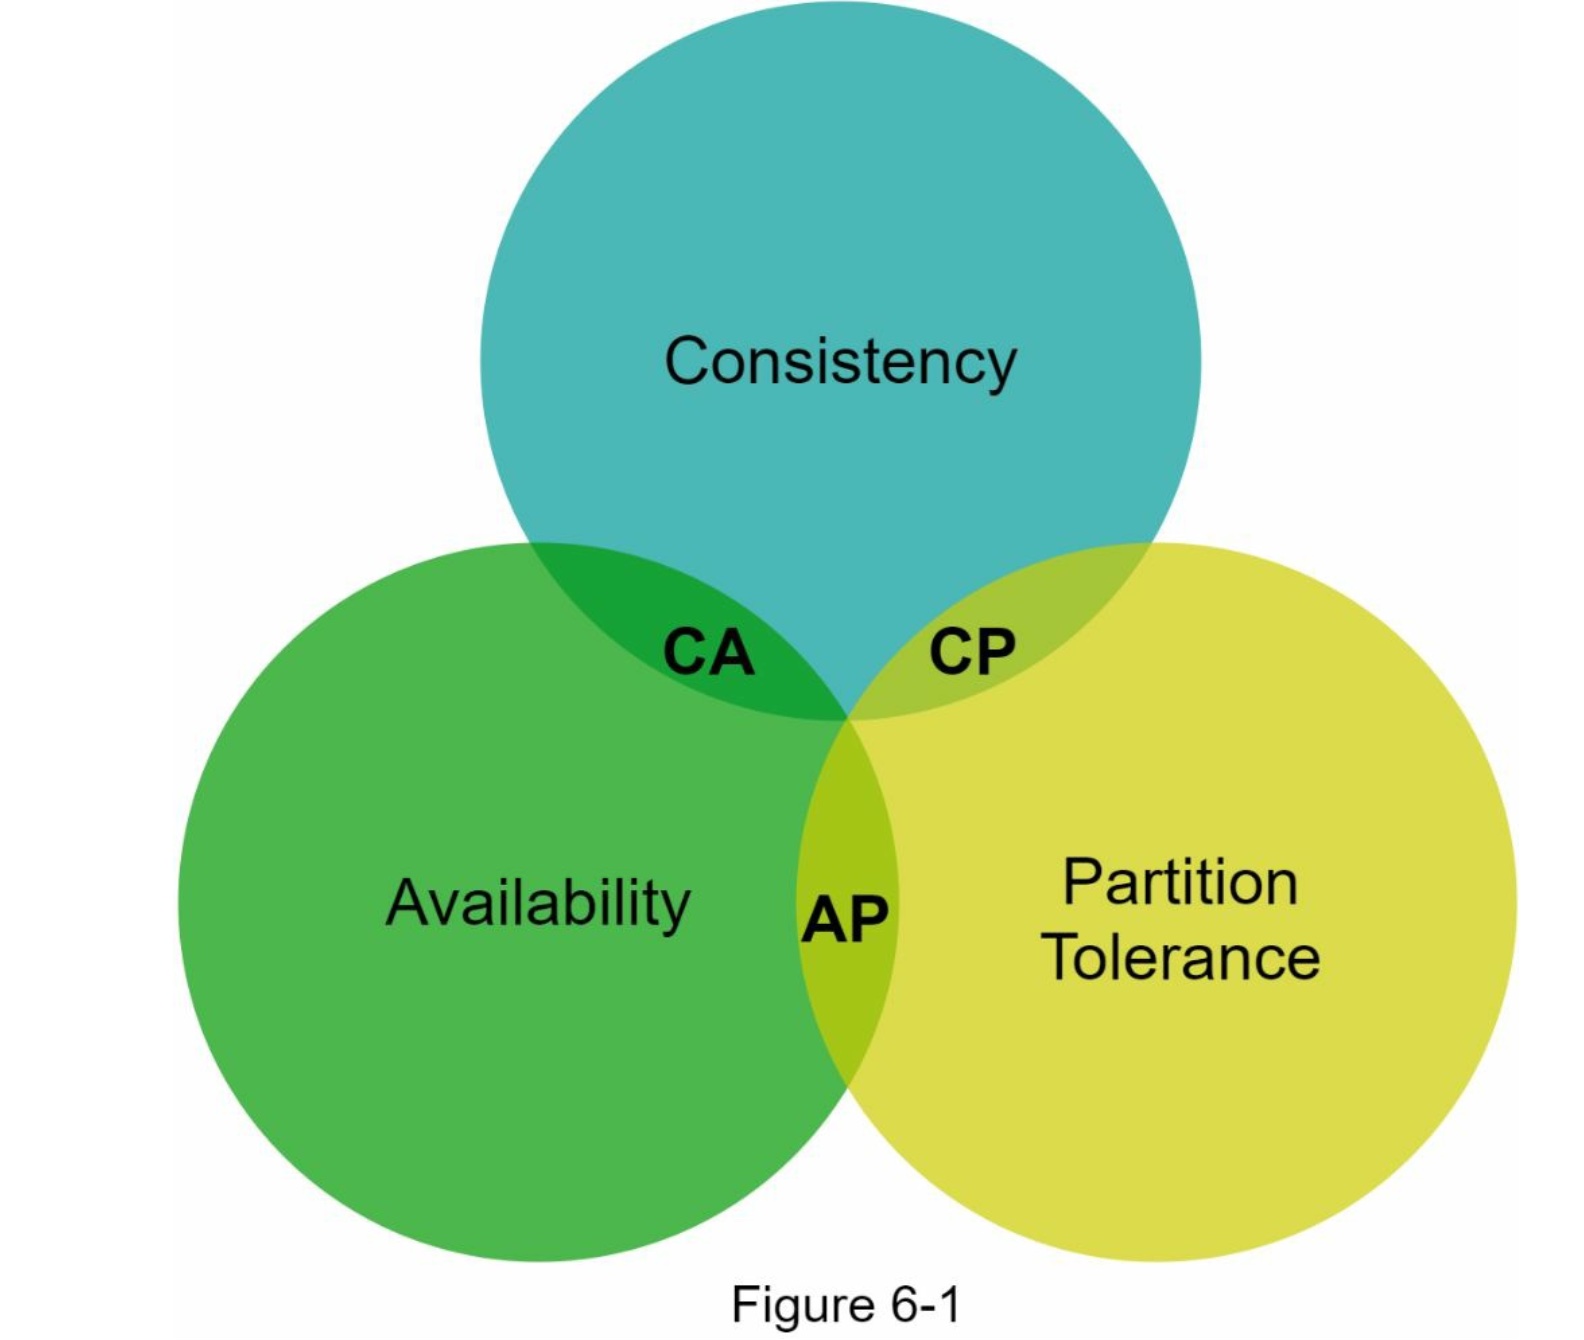 Consistency
CA
CP
Availability
AP
Partition
Tolerance
Figure 6-1